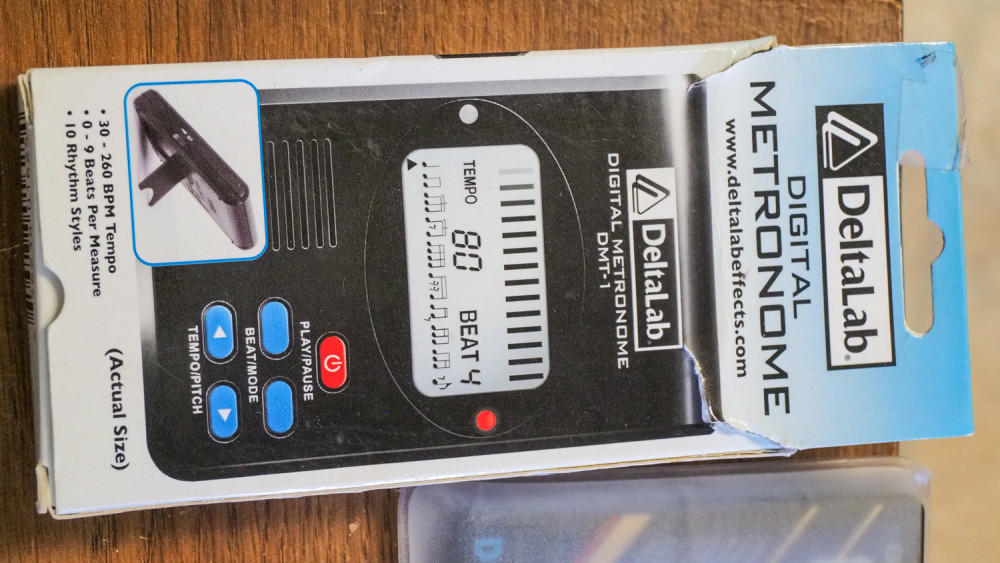 DeltaLab®
DIGITAL
METRONOME
www.deltalabeffects.com
DeltaLab
DIGITAL METRONOME
DMT-1
TEMPO 80 BEAT 4
PLAY/PAUSE
BEAT/MODE
TEMPO/PITCH
• 30 - 260 BPM Tempo
• 0 - 9 Beats Per Measure
• 10 Rhythm Styles
(Actual Size)